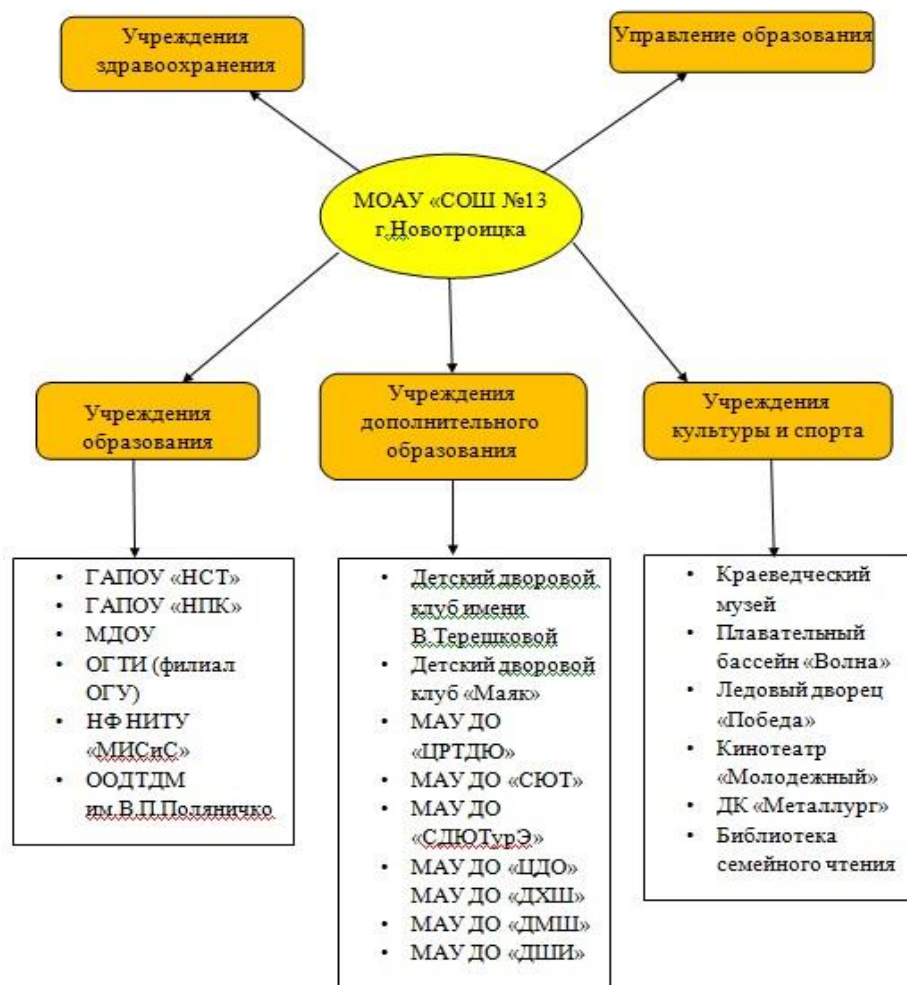 Учреждения
здравоохранения
Управление образования
МОАУ «СОШ №13
г.Новотроицка
Учреждения
образования
Учреждения
дополнительного
образования
Учреждения
культуры и спорта
• ГАПОУ «НСТ»
• ГАПОУ «НПК»
• МДОУ
• ОГТИ (филиал
ОГУ)
• НФ НИТУ
«МИСиС»
• ООДТДМ
им.В.П.Поляничко
• Детский дворовой
клуб имени
В.Терешковой
• Детский дворовой
клуб «Маяк»
• МАУ ДО
«ЦРТДЮ»
• МАУ ДО «СЮТ»
• МАУ ДО
«СДЮТурЭ»
• МАУ ДО «ЦДО»
МАУ ДО «ДХШ»
• МАУ ДО «ДМШ»
• МАУ ДО «ДШИ»
• Краеведческий
музей
• Плавательный
бассейн «Волна»
• Ледовый дворец
«Победа»
• Кинотеатр
«Молодежный»
• ДК «Металлург»
• Библиотека
семейного чтения